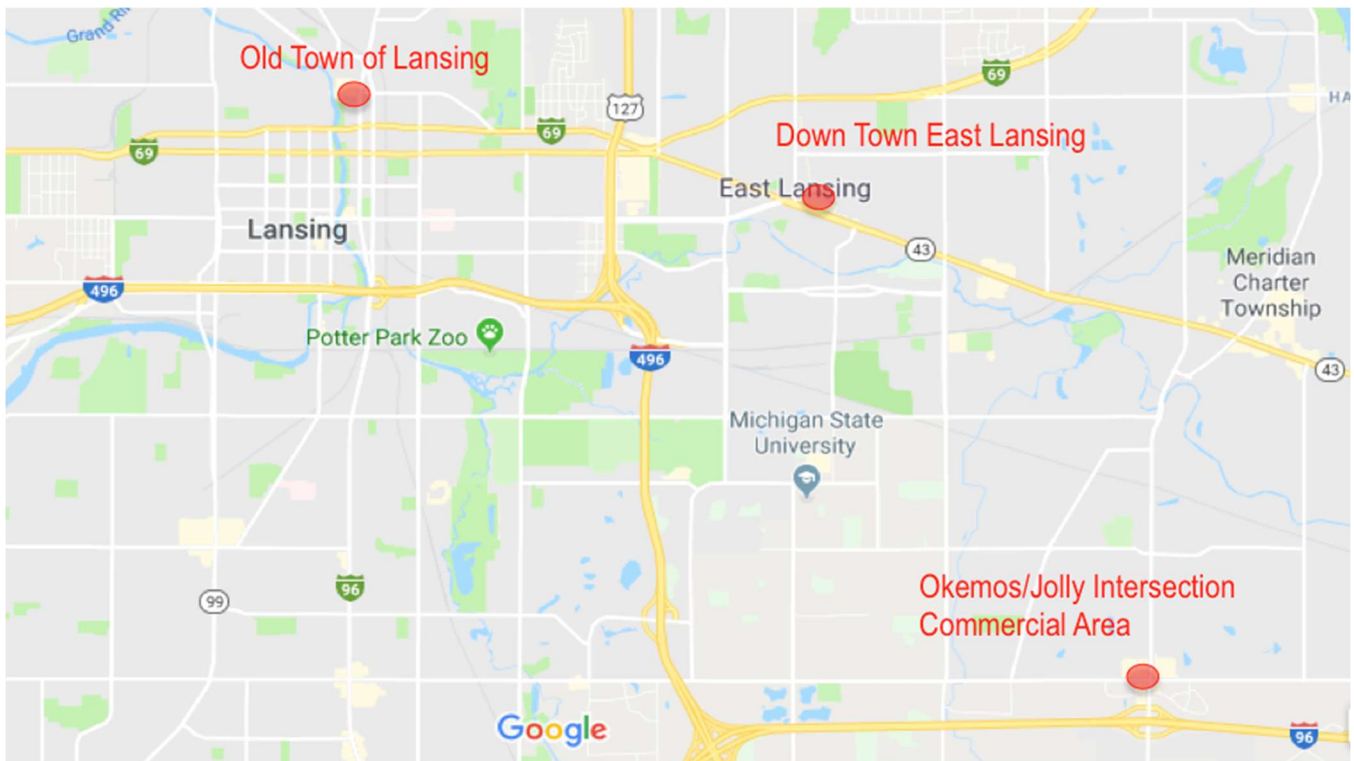 Grand Ri
Old Town of Lansing
69
127
HA
69
69
Down Town East Lansing
East Lansing
Lansing
43
Meridian
Charter
Township
496
Potter Park Zoo
496
43
Michigan State
University
Okemos/Jolly Intersection
Commercial Area
96
99
Google
96